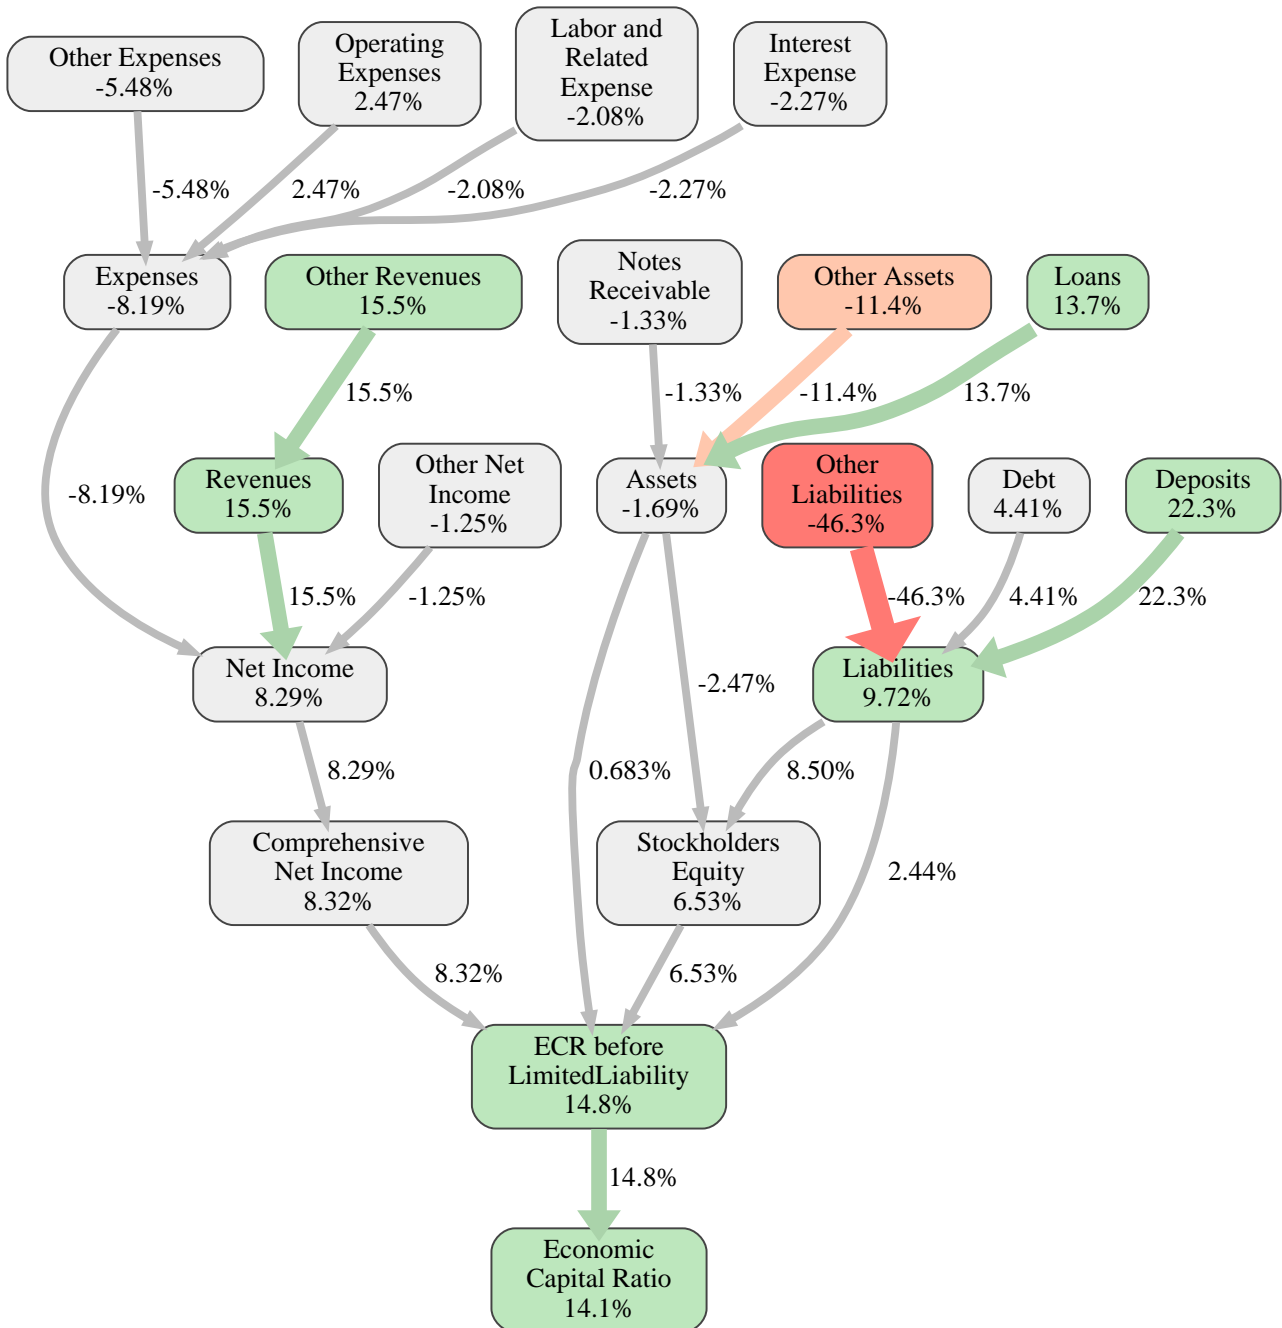 Other Expenses
-5.48%
Operating
Expenses
2.47%
Labor and
Related
Expense
-2.08%
Interest
Expense
-2.27%
-5.48%
2.47%
-2.08%
-2.27%
Expenses
-8.19%
Other Revenues
15.5%
Notes
Receivable
-1.33%
Other Assets
-11.4%
Loans
13.7%
15.5%
-1.33%
-11.4%
13.7%
-8.19%
Revenues
15.5%
Other Net
Income
-1.25%
Assets
-1.69%
Other
Liabilities
-46.3%
Debt
4.41%
Deposits
22.3%
15.5%
-1.25%
-46.3%
4.41%
22.3%
Net Income
8.29%
-2.47%
Liabilities
9.72%
8.29%
0.683%
8.50%
Comprehensive
Net Income
8.32%
Stockholders
Equity
6.53%
2.44%
8.32%
6.53%
ECR before
LimitedLiability
14.8%
14.8%
Economic
Capital Ratio
14.1%